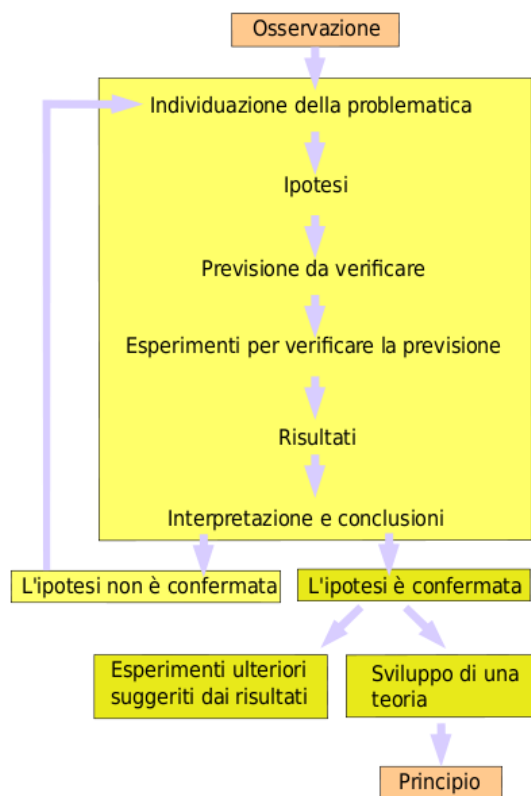 Osservazione
Individuazione della problematica
Ipotesi
Previsione da verificare
Esperimenti per verificare la previsione
Risultati
Interpretazione e conclusioni
L'ipotesi non è confermata
L'ipotesi è confermata
Esperimenti ulteriori
suggeriti dai risultati
Sviluppo di una
teoria
Principio